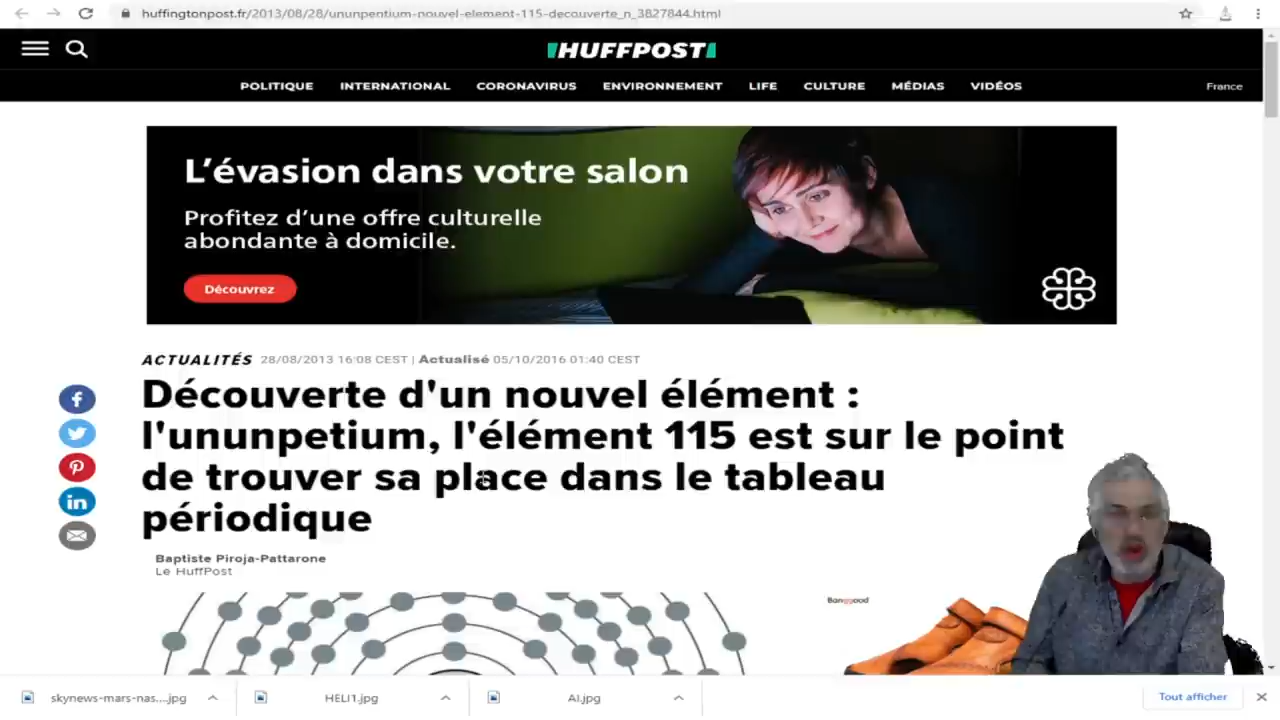 huffingtonpost.fr/2013/08/28/ununpentium-nouvel-element-115-decouverte_n_3827844.html
HUFFPOST
POLITIQUE INTERNATIONAL CORONAVIRUS ENVIRONNEMENT LIFE CULTURE MÉDIAS VIDÉOS France
L'évasion dans votre salon
Profitez d'une offre culturelle
abondante à domicile.
Découvrez
ACTUALITÉS 28/08/2013 16:08 CEST | Actualisé 05/10/2016 01:40 CEST
Découverte d'un nouvel élément :
l'ununpetium, l'élément 115 est sur le point
de trouver sa place dans le tableau
périodique
Baptiste Piroja-Pattarone
Le HuffPost
Banggood
skynews-mars-nas....jpg HELI1.jpg AI.jpg Tout afficher